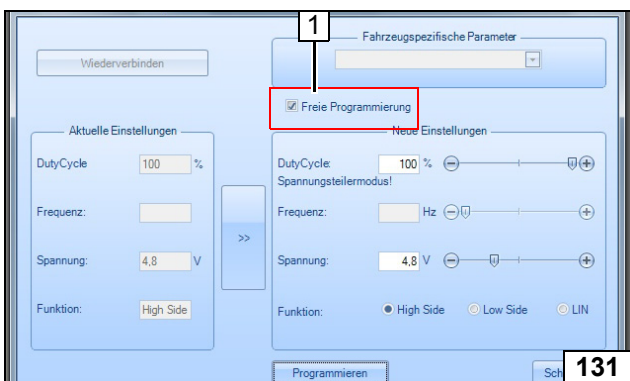 1
Fahrzeugspezifische Parameter
Wiederverbinden
Freie Programmierung
Aktuelle Einstellungen
DutyCycle 100 %
Frequenz:
Spannung: 4,8 V
Funktion: High Side
>>
Neue Einstellungen
DutyCycle: 100 %
Spannungsteilermodus!
Frequenz: Hz
Spannung: 4,8 V
Funktion: High Side Low Side LIN
Programmieren
131